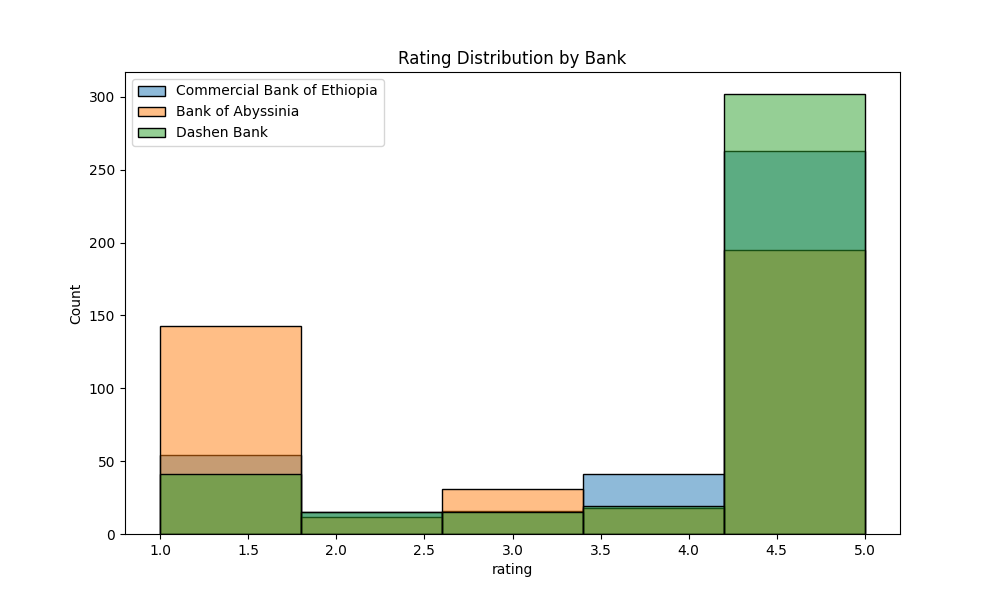 Rating Distribution by Bank
Commercial Bank of Ethiopia
Bank of Abyssinia
Dashen Bank
300
250
200
150
100
50
0
Count
1.0 1.5 2.0 2.5 3.0 3.5 4.0 4.5 5.0
rating